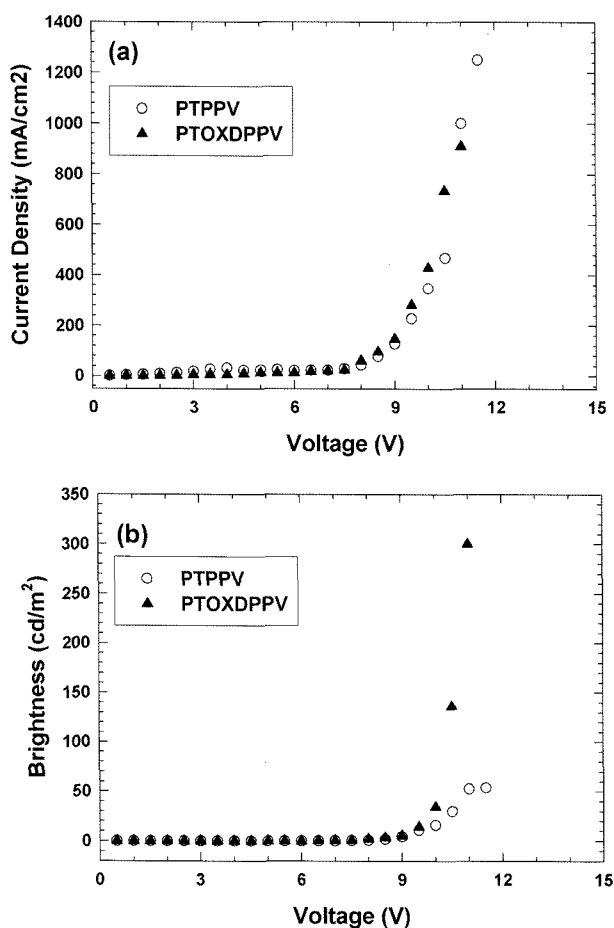 (a)
PTPPV
PTOXDPPV
Current Density (mA/cm2)
1400
1200
1000
800
600
400
200
0
0 3 6 9 12 15
Voltage (V)
(b)
PTPPV
PTOXDPPV
Brightness (cd/m²)
350
300
250
200
150
100
50
0
0 3 6 9 12 15
Voltage (V)